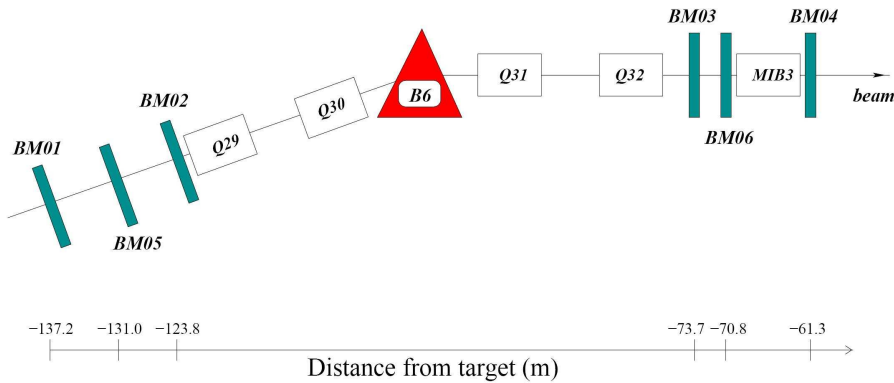 BM03
BM04
BM02
BM01
Q29
Q30
B6
Q31
Q32
MIB3
beam
BM06
BM05
−137.2 −131.0 −123.8 −73.7 −70.8 −61.3
Distance from target (m)